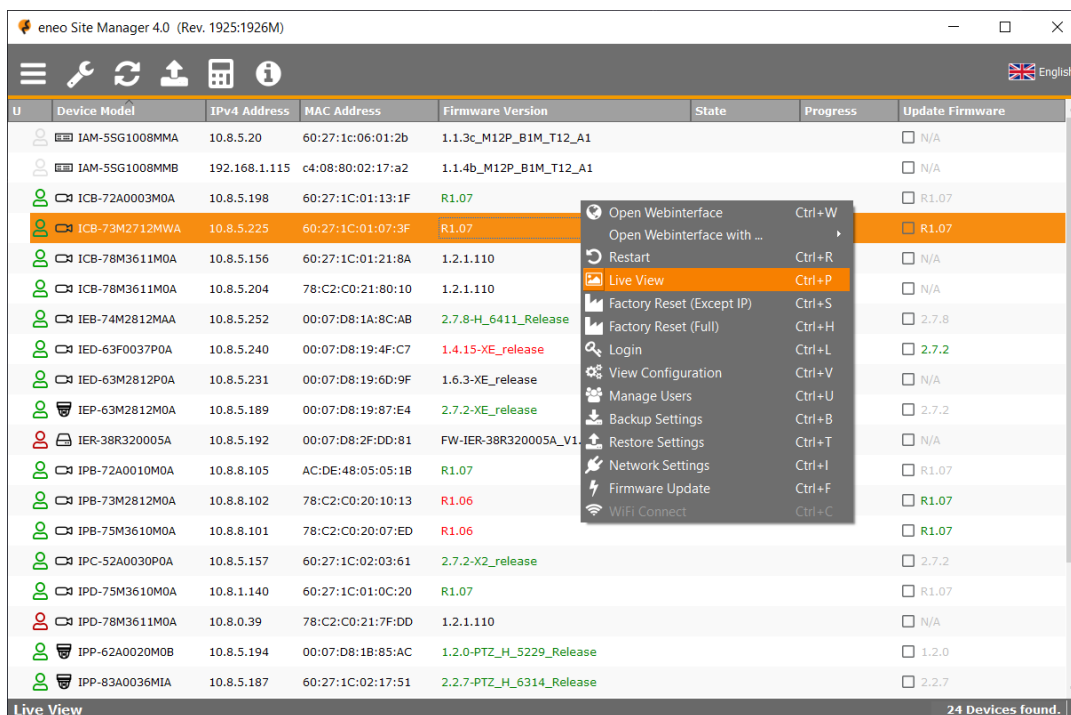 eneo Site Manager 4.0 (Rev. 1925:1926M)
English
U Device Model IPv4 Address MAC Address Firmware Version State Progress Update Firmware
IAM-5SG1008MMA 10.8.5.20 60:27:1c:06:01:2b 1.1.3c_M12P_B1M_T12_A1 N/A
IAM-5SG1008MMB 192.168.1.115 c4:08:80:02:17:a2 1.1.4b_M12P_B1M_T12_A1 N/A
ICB-72A0003M0A 10.8.5.198 60:27:1C:01:13:1F R1.07 R1.07
ICB-73M2712MWA 10.8.5.225 60:27:1C:01:07:3F R1.07 R1.07
ICB-78M3611M0A 10.8.5.156 60:27:1C:01:21:8A 1.2.1.110 N/A
ICB-78M3611M0A 10.8.5.204 78:C2:C0:21:80:10 1.2.1.110 N/A
IEB-74M2812MAA 10.8.5.252 00:07:D8:1A:8C:AB 2.7.8-H_6411_Release 2.7.8
IED-63F0037P0A 10.8.5.240 00:07:D8:19:4F:C7 1.4.15-XE_release 2.7.2
IED-63M2812P0A 10.8.5.231 00:07:D8:19:6D:9F 1.6.3-XE_release N/A
IEP-63M2812M0A 10.8.5.189 00:07:D8:19:87:E4 2.7.2-XE_release 2.7.2
IER-38R320005A 10.8.5.192 00:07:D8:2F:DD:81 FW-IER-38R320005A_V1. N/A
IPB-72A0010M0A 10.8.8.105 AC:DE:48:05:05:1B R1.07 R1.07
IPB-73M2812M0A 10.8.8.102 78:C2:C0:20:10:13 R1.06 R1.07
IPB-75M3610M0A 10.8.8.101 78:C2:C0:20:07:ED R1.06 R1.07
IPC-52A0030P0A 10.8.5.157 60:27:1C:02:03:61 2.7.2-X2_release 2.7.2
IPD-75M3610M0A 10.8.1.140 60:27:1C:01:0C:20 R1.07 R1.07
IPD-78M3611M0A 10.8.0.39 78:C2:C0:21:7F:DD 1.2.1.110 N/A
IPP-62A0020M0B 10.8.5.194 00:07:D8:1B:85:AC 1.2.0-PTZ_H_5229_Release 1.2.0
IPP-83A0036MIA 10.8.5.187 60:27:1C:02:17:51 2.2.7-PTZ_H_6314_Release 2.2.7
Open Webinterface Ctrl+W
Open Webinterface with ...
Restart Ctrl+R
Live View Ctrl+P
Factory Reset (Except IP) Ctrl+S
Factory Reset (Full) Ctrl+H
Login Ctrl+L
View Configuration Ctrl+V
Manage Users Ctrl+U
Backup Settings Ctrl+B
Restore Settings Ctrl+T
Network Settings Ctrl+I
Firmware Update Ctrl+F
WiFi Connect Ctrl+C
Live View 24 Devices found.